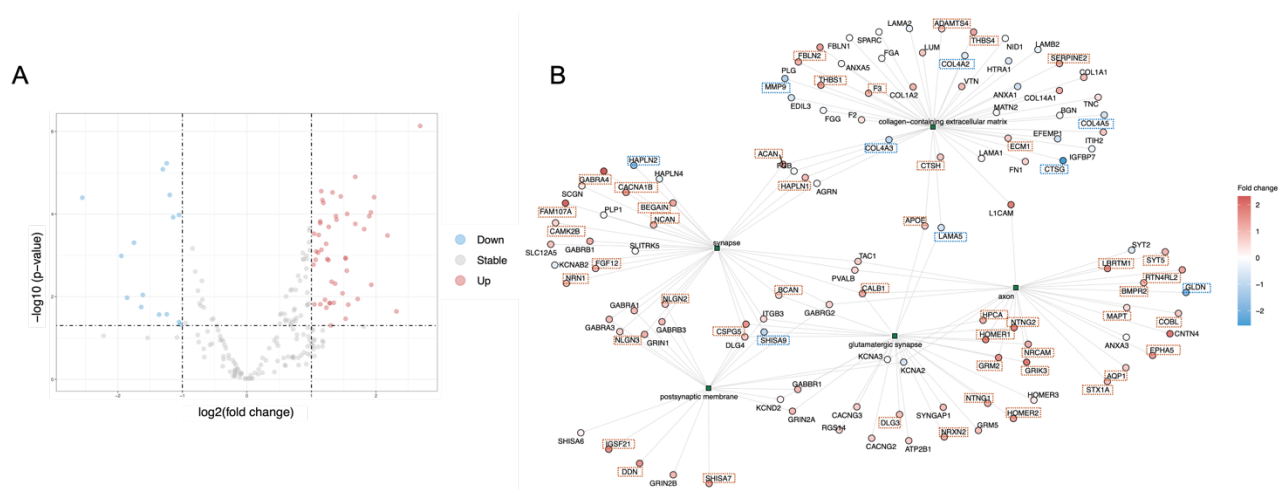 A
B
6
4
2
0
-2
-1
0
1
2
−log10 (p−value)
log2(fold change)
Down
Stable
Up
LAMA2
ADAMTS4
SPARC
THBS4
FBLN1
FGA
LUM
NID1
LAMB2
FBLN2
COL4A2
SERPINE2
PLG
ANXA5
HTRA1
COL1A1
MMP9
THBS1
F3
VTN
ANXA1
COL14A1
COL1A2
TNC
EDIL3
MATN2
BGN
FGG
F2
COL4A5
collagen-containing extracellular matrix
EFEMP1
ITIH2
COL4A3
ECM1
IGFBP7
CTSH
LAMA1
FN1
CTSG
ACAN
FGB
HAPLN1
AGRN
HAPLN2
HAPLN4
GABRA4
SCGN
CACNA1B
FAM107A
PLP1
BEGAIN
CAMK2B
NCAN
SLC12A5
GABRB1
SLITRK5
synapse
KCNAB2
FGF12
NRN1
L1CAM
APOE
LAMA5
TAC1
PVALB
CALB1
BCAN
GABRG2
ITGB3
SHISA9
CSPG5
DLG4
GABRA1
NLGN2
GABRA3
GABRB3
NLGN3
GRIN1
SYT2
SYT5
LRRTM1
RTN4RL2
axon
BMPR2
GLDN
MAPT
COBL
CNTN4
ANXA3
EPHA5
AQP1
STX1A
HPCA
NTNG2
HOMER1
NRCAM
GRM2
GRIK3
glutamatergic synapse
KCNA3
KCNA2
postsynaptic membrane
GABBR1
KCND2
GRIN2A
CACNG3
RGS14
DLG3
SYNGAP1
NTNG1
HOMER3
HOMER2
GRM5
NRXN2
CACNG2
ATP2B1
SHISA6
IGSF21
DDN
GRIN2B
SHISA7
Fold change
2
1
0
-1
-2